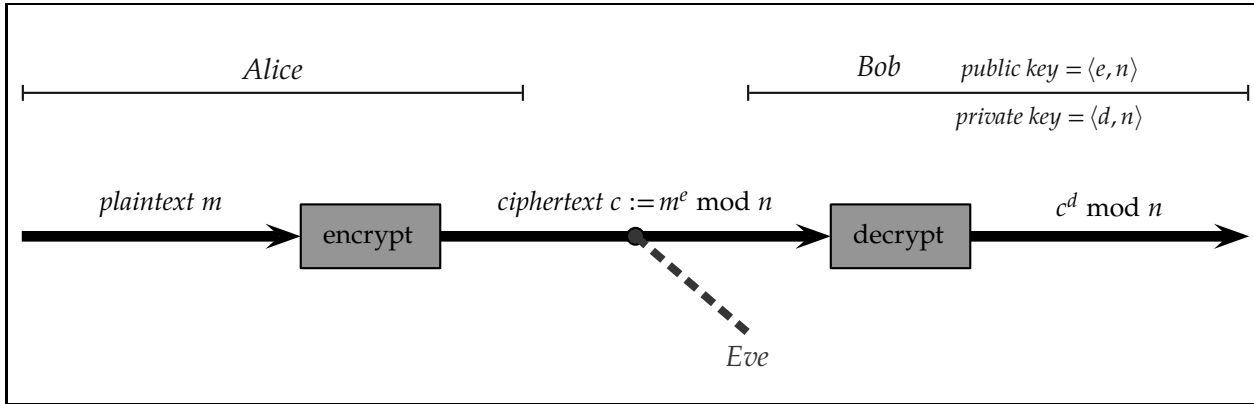 Alice
Bob public key = ⟨e, n⟩
private key = ⟨d, n⟩
plaintext m
ciphertext c := m^e mod n
c^d mod n
encrypt
decrypt
Eve